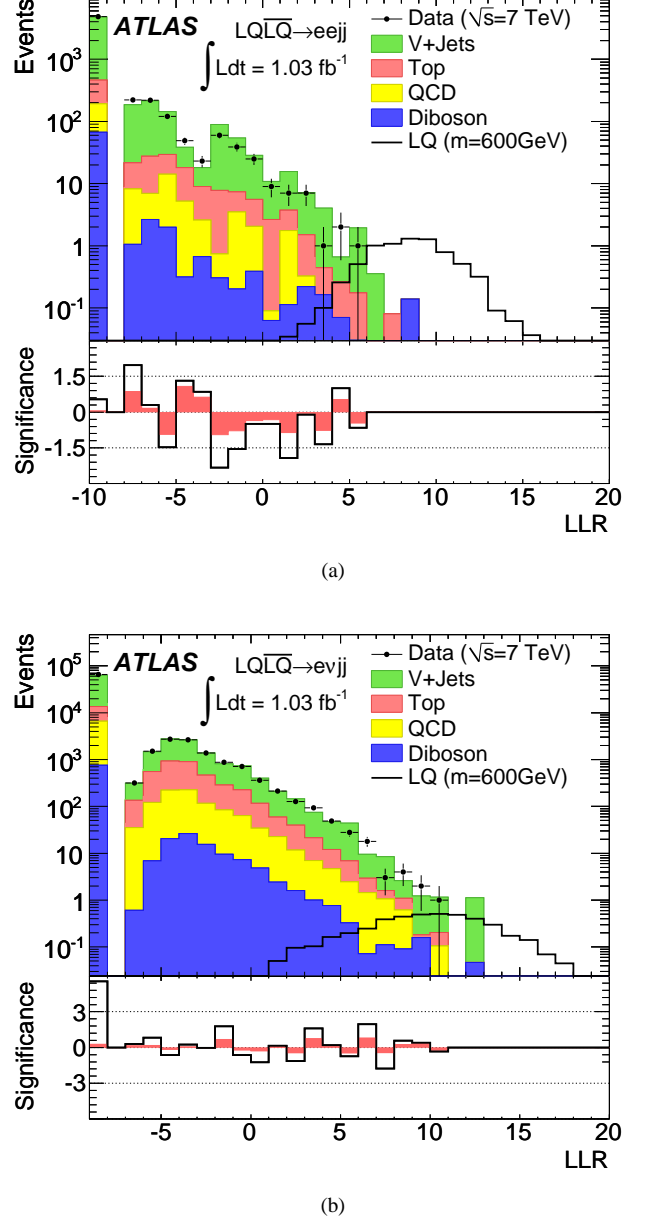 Events
ATLAS
LQL̅Q̅→eejj
∫Ldt = 1.03 fb⁻¹
Data (√s=7 TeV)
V+Jets
Top
QCD
Diboson
LQ (m=600GeV)
10³
10²
10
1
10⁻¹
Significance
1.5
0
-1.5
-10 -5 0 5 10 15 20
LLR
(a)
Events
ATLAS
LQL̅Q̅→eνjj
∫Ldt = 1.03 fb⁻¹
Data (√s=7 TeV)
V+Jets
Top
QCD
Diboson
LQ (m=600GeV)
10⁵
10⁴
10³
10²
10
1
10⁻¹
Significance
3
0
-3
-5 0 5 10 15 20
LLR
(b)